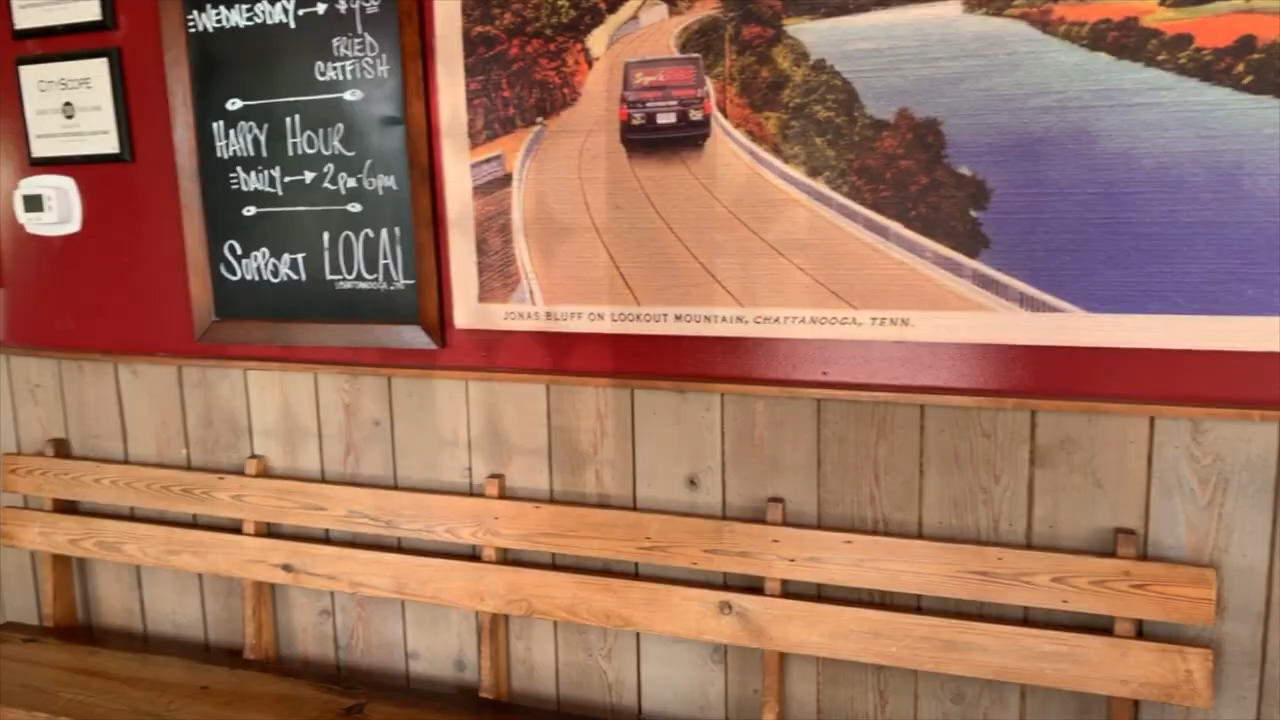 WEDNESDAY→
FRIED
CATFISH
CITYSCOPE
HAPPY HOUR
DAILY→2pm-6pm
SUPPORT LOCAL
JONAS BLUFF ON LOOKOUT MOUNTAIN, CHATTANOOGA, TENN.